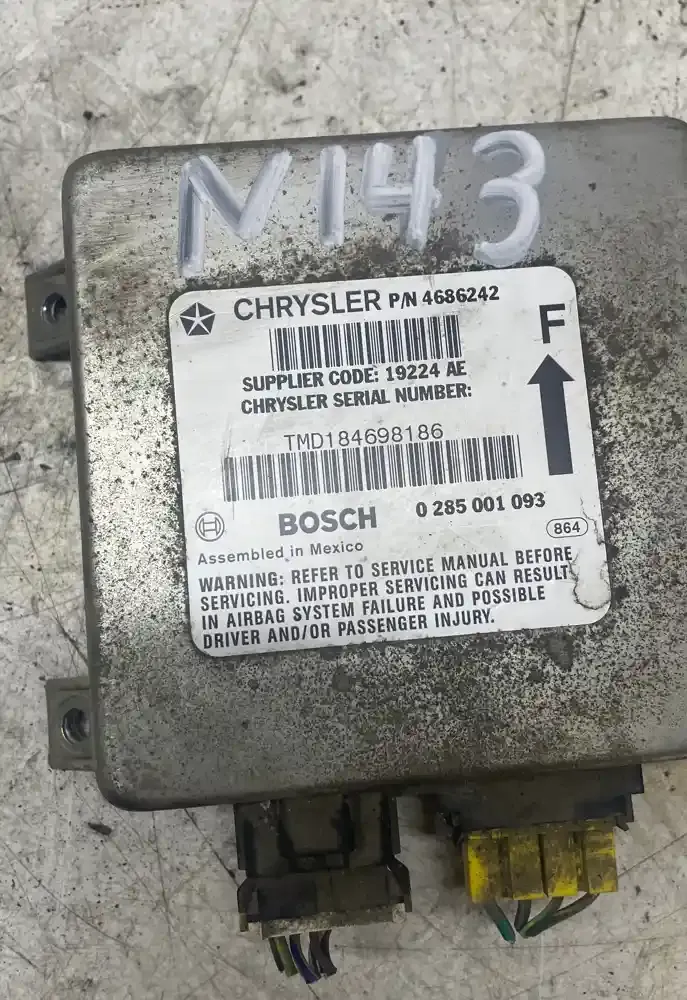 N143
CHRYSLER P/N 4686242
F
SUPPLIER CODE: 19224 AE
CHRYSLER SERIAL NUMBER:
TMD184698186
BOSCH 0 285 001 093
864
Assembled in Mexico
WARNING: REFER TO SERVICE MANUAL BEFORE
SERVICING. IMPROPER SERVICING CAN RESULT
IN AIRBAG SYSTEM FAILURE AND POSSIBLE
DRIVER AND/OR PASSENGER INJURY.